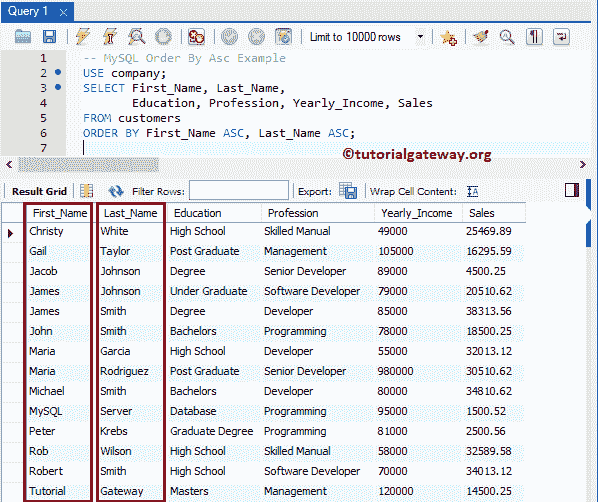 Query 1
Limit to 10000 rows
1 -- MySQL Order By Asc Example
2 USE company;
3 SELECT First_Name, Last_Name,
4 Education, Profession, Yearly_Income, Sales
5 FROM customers
6 ORDER BY First_Name ASC, Last_Name ASC;
7
©tutorialgateway.org
Result Grid Filter Rows: Export: Wrap Cell Content:
First_Name Last_Name Education Profession Yearly_Income Sales
Christy White High School Skilled Manual 49000 25469.89
Gail Taylor Post Graduate Management 105000 16295.59
Jacob Johnson Degree Senior Developer 89000 4500.25
James Johnson Under Graduate Software Developer 79000 20510.62
James Smith Degree Developer 85000 38313.56
John Smith Bachelors Programming 78000 18500.25
Maria Garcia High School Developer 55000 32013.12
Maria Rodriguez Post Graduate Senior Developer 980000 30510.62
Michael Smith Bachelors Developer 80000 34810.62
MySQL Server Database Programming 95000 1500.52
Peter Krebs Graduate Degree Programming 81000 2500.56
Rob Wilson High School Skilled Manual 58000 32589.58
Robert Smith High School Software Developer 70000 34013.12
Tutorial Gateway Masters Management 120000 14500.25